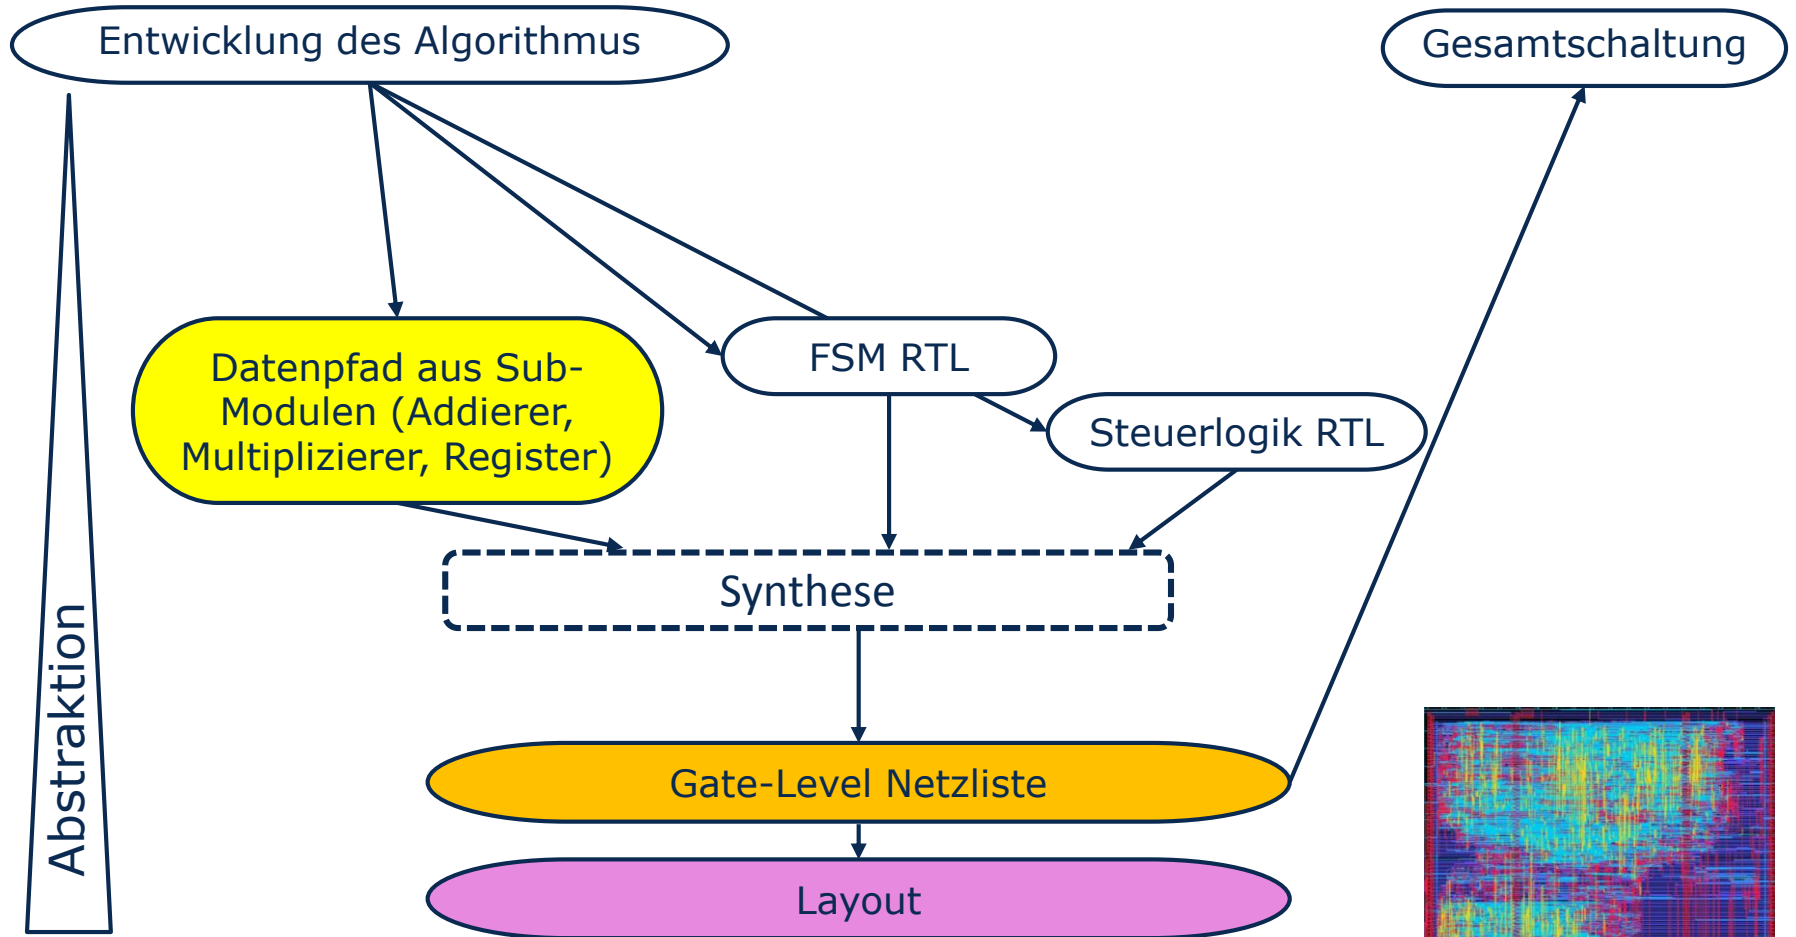 Entwicklung des Algorithmus
Gesamtschaltung
Datenpfad aus Sub-
Modulen (Addierer,
Multiplizierer, Register)
FSM RTL
Steuerlogik RTL
Synthese
Abstraktion
Gate-Level Netzliste
Layout